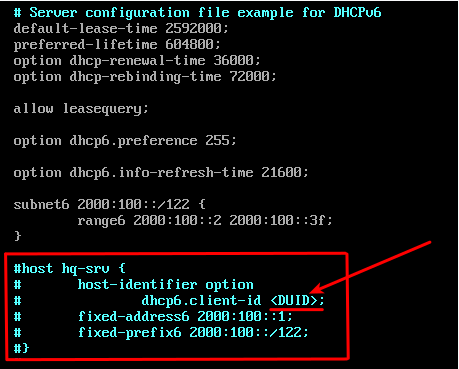 # Server configuration file example for DHCPv6
default-lease-time 2592000;
preferred-lifetime 604800;
option dhcp-renewal-time 36000;
option dhcp-rebinding-time 72000;
allow leasequery;
option dhcp6.preference 255;
option dhcp6.info-refresh-time 21600;
subnet6 2000:100::/122 {
range6 2000:100::2 2000:100::3f;
}
#host hq-srv {
# host-identifier option
# dhcp6.client-id <DUID>;
# fixed-address6 2000:100::1;
# fixed-prefix6 2000:100::/122;
#}